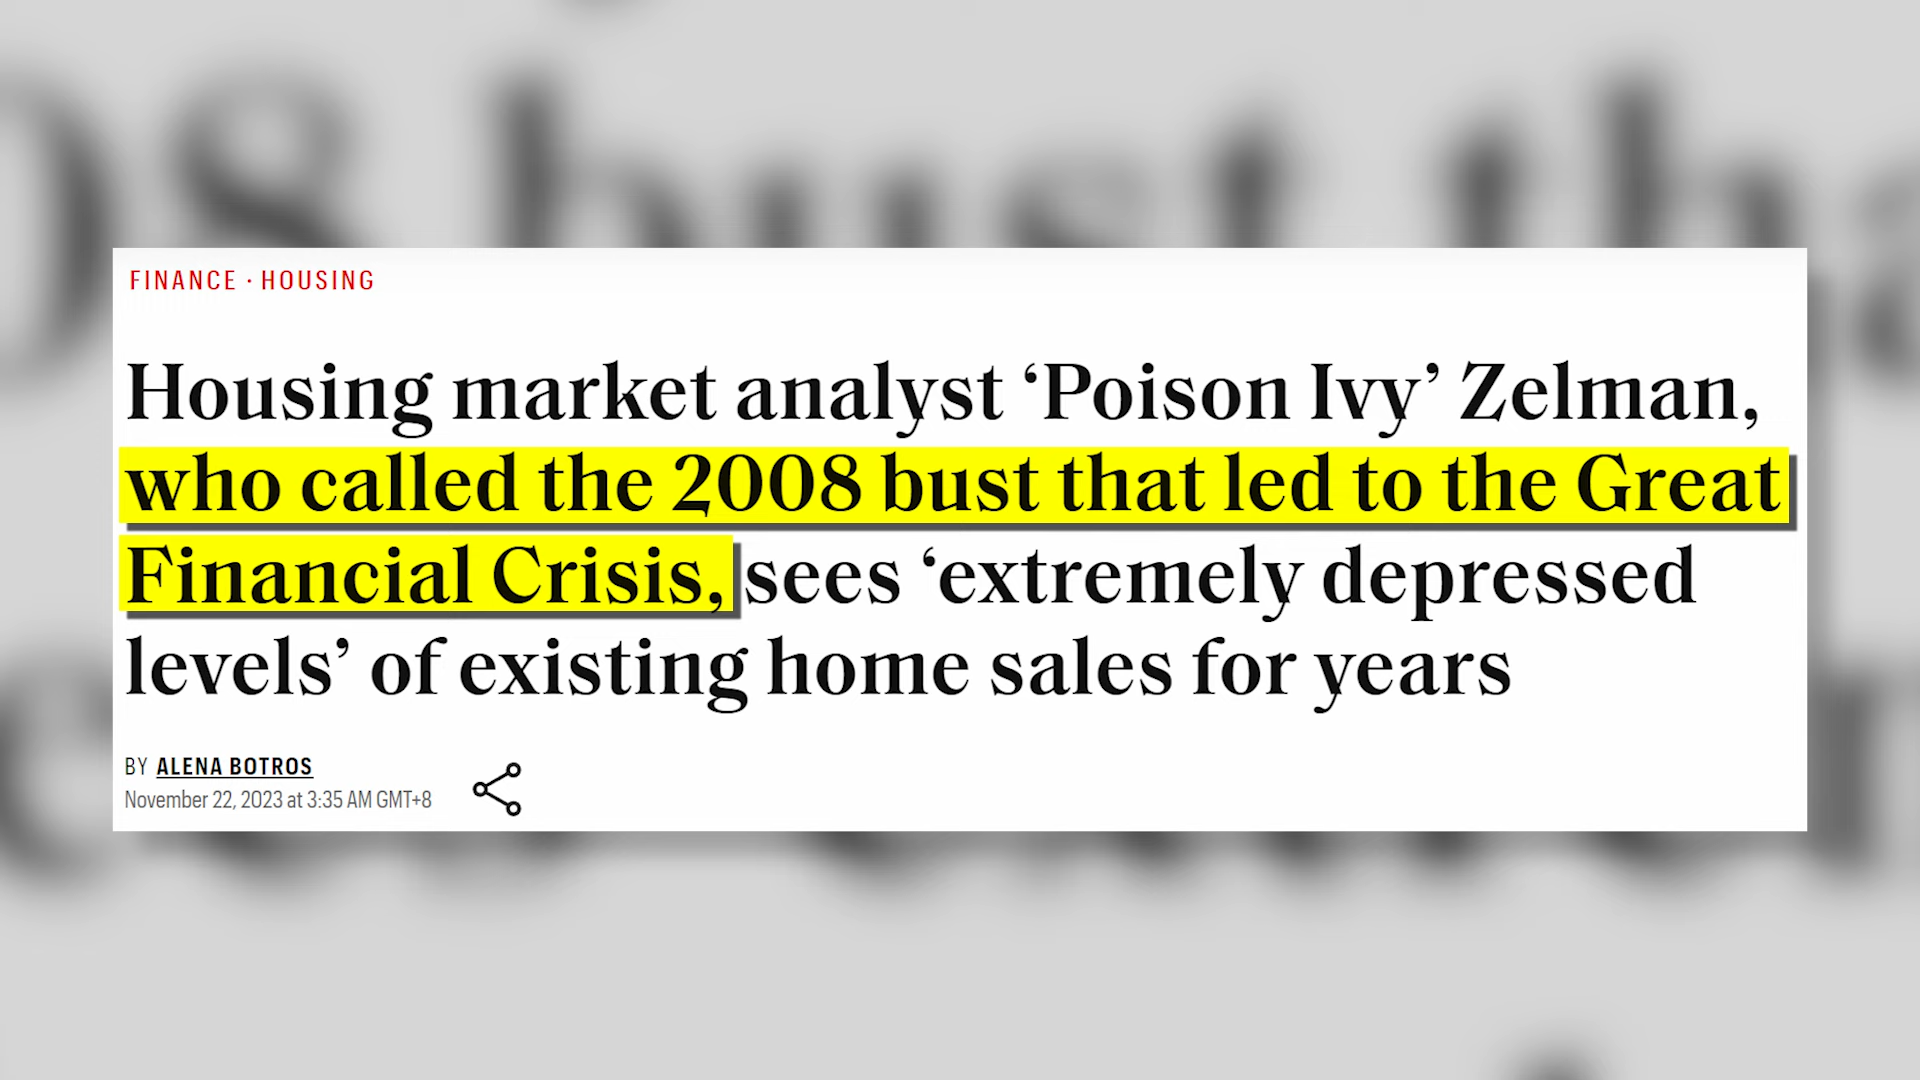 FINANCE · HOUSING
Housing market analyst ‘Poison Ivy’ Zelman,
who called the 2008 bust that led to the Great
Financial Crisis, sees ‘extremely depressed
levels’ of existing home sales for years
BY ALENA BOTROS
November 22, 2023 at 3:35 AM GMT+8